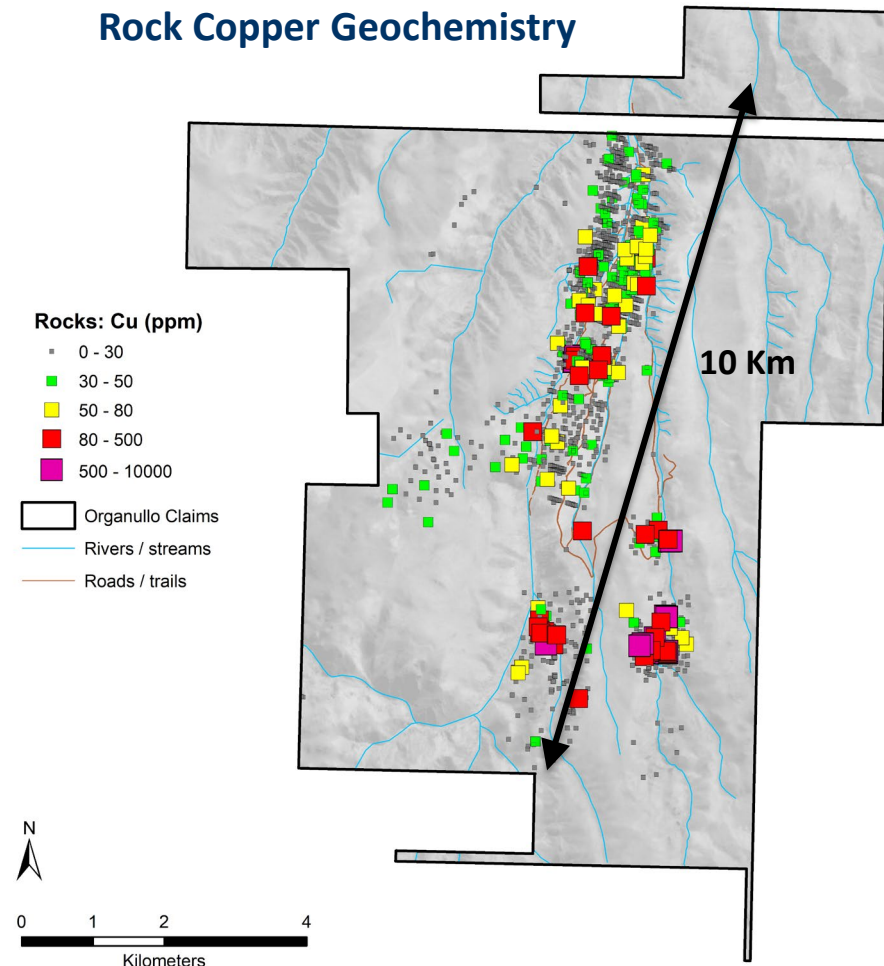 Rock Copper Geochemistry
10 Km
Rocks: Cu (ppm)
0 - 30
30 - 50
50 - 80
80 - 500
500 - 10000
Organullo Claims
Rivers / streams
Roads / trails
N
0 1 2 4
Kilometers